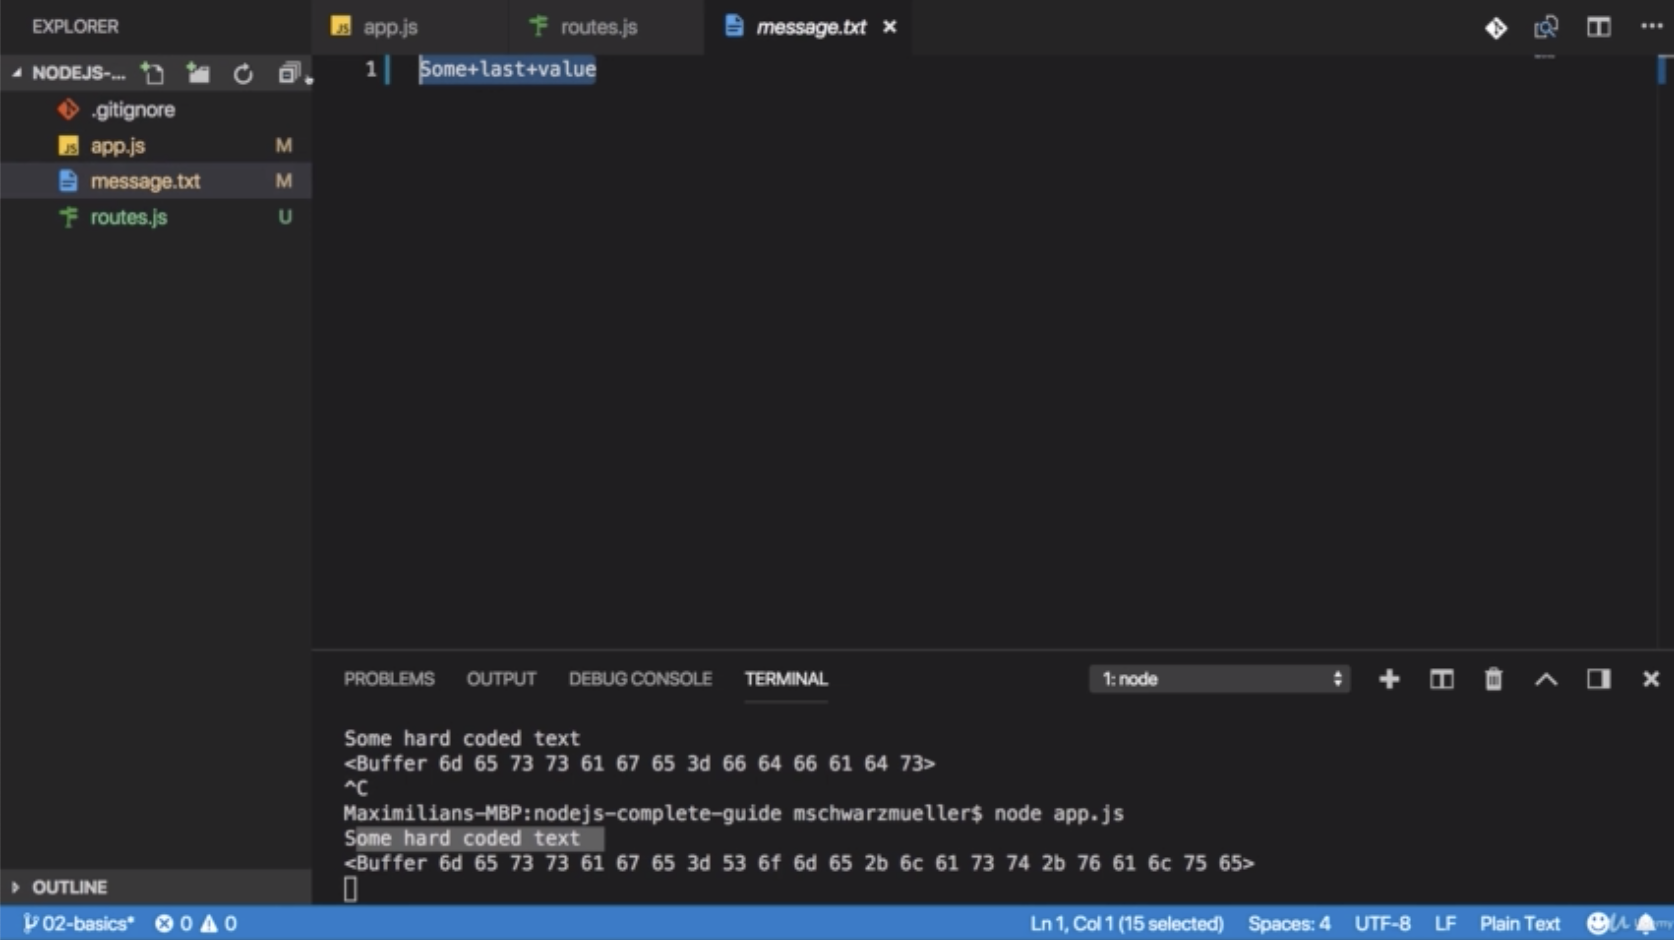 EXPLORER
app.js
routes.js
message.txt
NODEJS-...
1 Some+last+value
.gitignore
app.js M
message.txt M
routes.js U
PROBLEMS OUTPUT DEBUG CONSOLE TERMINAL 1: node
Some hard coded text
<Buffer 6d 65 73 73 61 67 65 3d 66 64 66 61 64 73>
^C
Maximilians-MBP:nodejs-complete-guide mschwarzmueller$ node app.js
Some hard coded text
<Buffer 6d 65 73 73 61 67 65 3d 53 6f 6d 65 2b 6c 61 73 74 2b 76 61 6c 75 65>
OUTLINE
02-basics* 0 0 Ln 1, Col 1 (15 selected) Spaces: 4 UTF-8 LF Plain Text